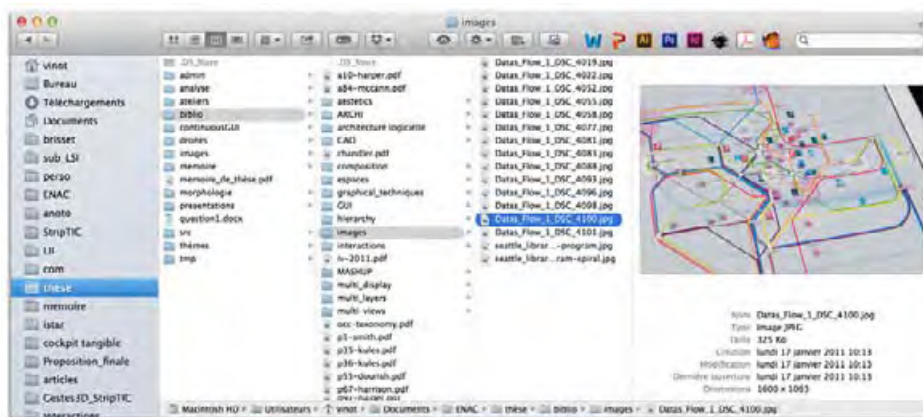 images
vinot
Bureau
Téléchargements
Documents
brisset
sub_LSI
perso
ENAC
anoto
StripTIC
LII
com
thèse
memoire
istar
cockpit tangible
Proposition_finale
articles
Gestes3D_StripTIC
interactions
.DS_Store
admin
analyse
ateliers
biblio
continuousGUI
drones
images
memoire
memoire_de_thèse.pdf
morphologie
presentations
question1.docx
src
thèmes
tmp
.DS_Store
a10-harper.pdf
a84-mccann.pdf
aestetics
ARCHI
architecture logicielle
CAO
chandler.pdf
composition
espaces
graphical_techniques
GUI
hierarchy
images
interactions
iv-2011.pdf
MASHUP
multi_display
multi_layers
multi-views
occ-taxonomy.pdf
p1-smith.pdf
p35-kules.pdf
p36-kules.pdf
p55-dourish.pdf
p67-harrison.pdf
Datas_Flow_1_DSC_4019.jpg
Datas_Flow_1_DSC_4022.jpg
Datas_Flow_1_DSC_4052.jpg
Datas_Flow_1_DSC_4055.jpg
Datas_Flow_1_DSC_4058.jpg
Datas_Flow_1_DSC_4077.jpg
Datas_Flow_1_DSC_4081.jpg
Datas_Flow_1_DSC_4083.jpg
Datas_Flow_1_DSC_4088.jpg
Datas_Flow_1_DSC_4093.jpg
Datas_Flow_1_DSC_4096.jpg
Datas_Flow_1_DSC_4098.jpg
Datas_Flow_1_DSC_4100.jpg
Datas_Flow_1_DSC_4101.jpg
seattle_librar...-program.jpg
seattle_librar...ram-spiral.jpg
Nom Datas_Flow_1_DSC_4100.jpg
Type Image JPEG
Taille 325 Ko
Création lundi 17 janvier 2011 10:13
Modification lundi 17 janvier 2011 10:13
Dernière ouverture lundi 17 janvier 2011 10:13
Dimensions 1600 x 1063
Macintosh HD Utilisateurs vinot Documents ENAC thèse biblio images Datas_Flow_1_DSC_4100.jpg